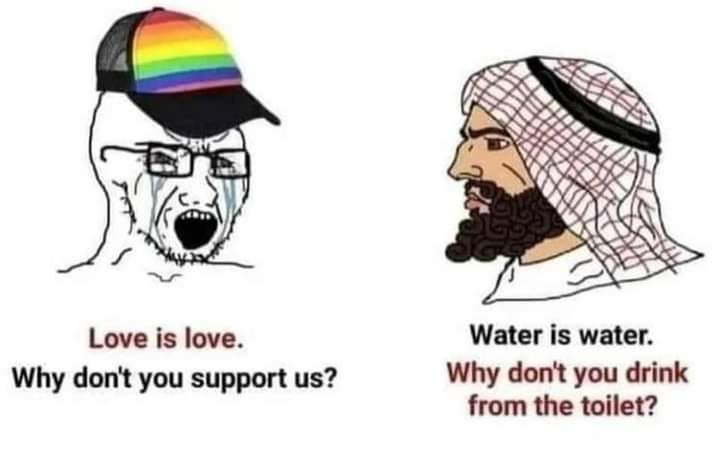 Love is love.
Why don't you support us?
Water is water.
Why don't you drink
from the toilet?